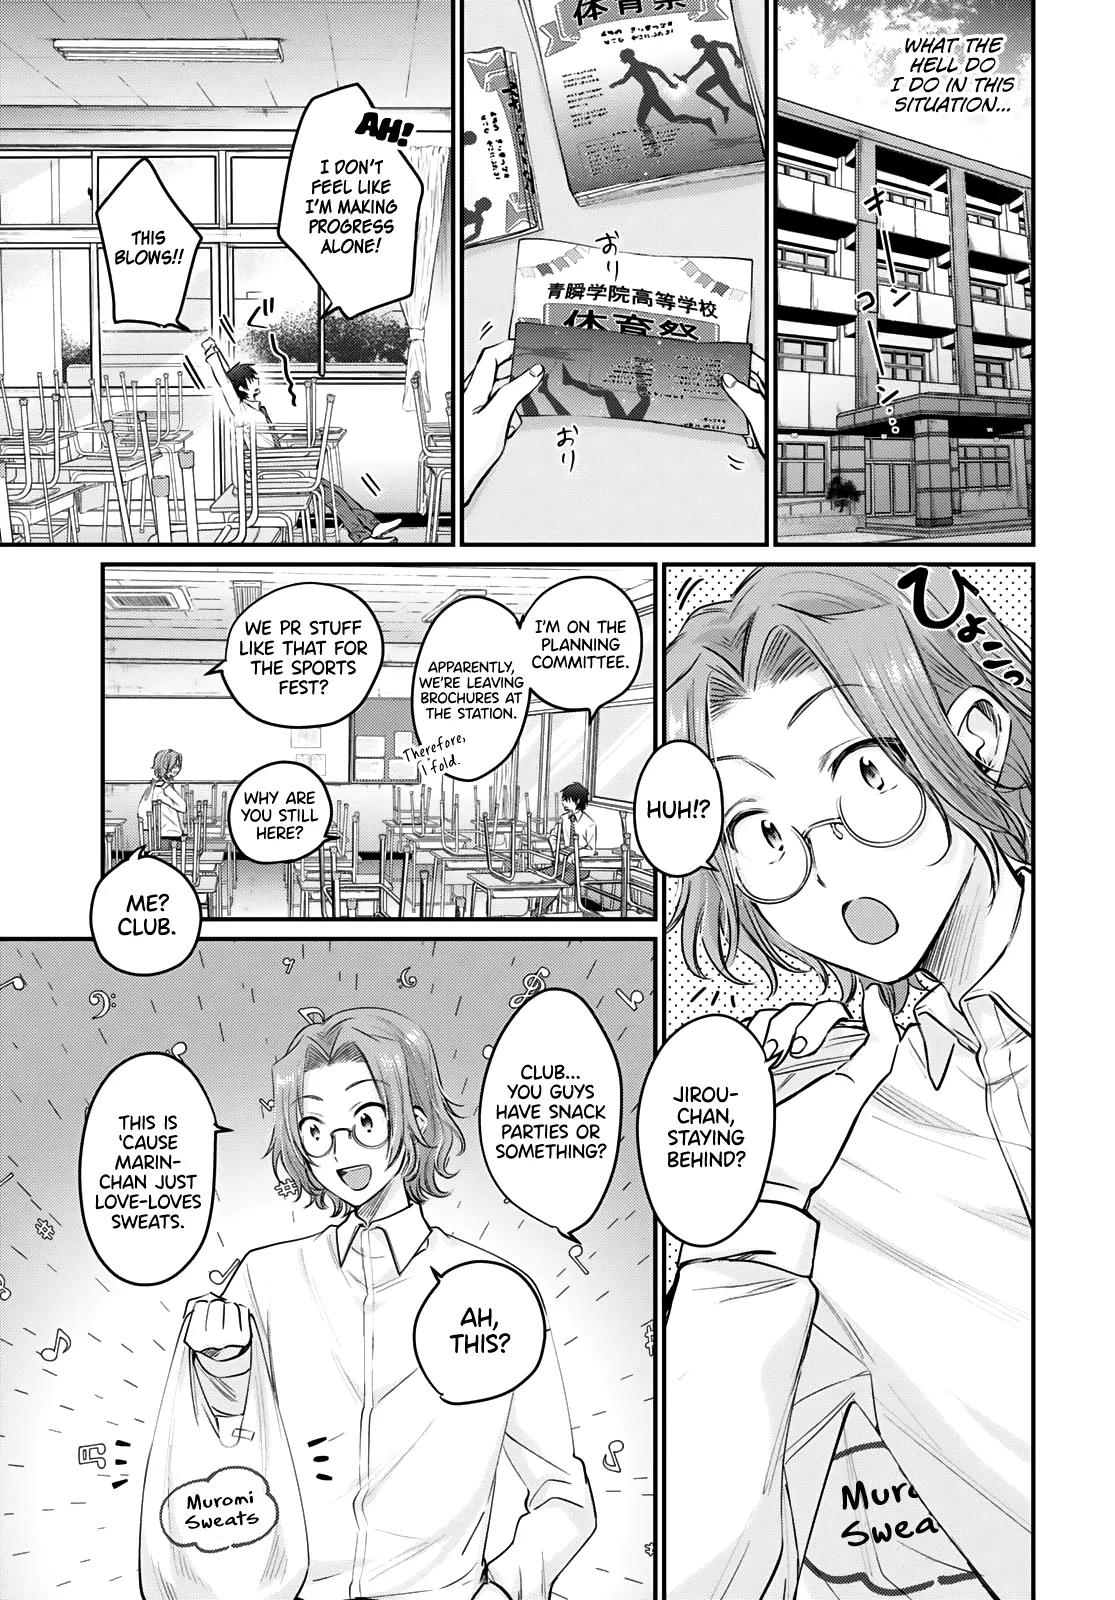 WHAT THE
HELL DO
I DO IN THIS
SITUATION...
キーン
コーン...
体育祭
青瞬学院高等学校
体育祭
おり
おり
AH!
I DON'T
FEEL LIKE
I'M MAKING
PROGRESS
ALONE!
THIS
BLOWS!!
ひょこっ
HUH!?
JIROU-
CHAN,
STAYING
BEHIND?
I'M ON THE
PLANNING
COMMITTEE.
APPARENTLY,
WE'RE LEAVING
BROCHURES AT
THE STATION.
Therefore,
I fold.
WE PR STUFF
LIKE THAT FOR
THE SPORTS
FEST?
WHY ARE
YOU STILL
HERE?
ME?
CLUB.
CLUB...
YOU GUYS
HAVE SNACK
PARTIES OR
SOMETHING?
AH,
THIS?
THIS IS
'CAUSE
MARIN-
CHAN JUST
LOVE-LOVES
SWEATS.
Muromi
Sweats
Muro
Swea